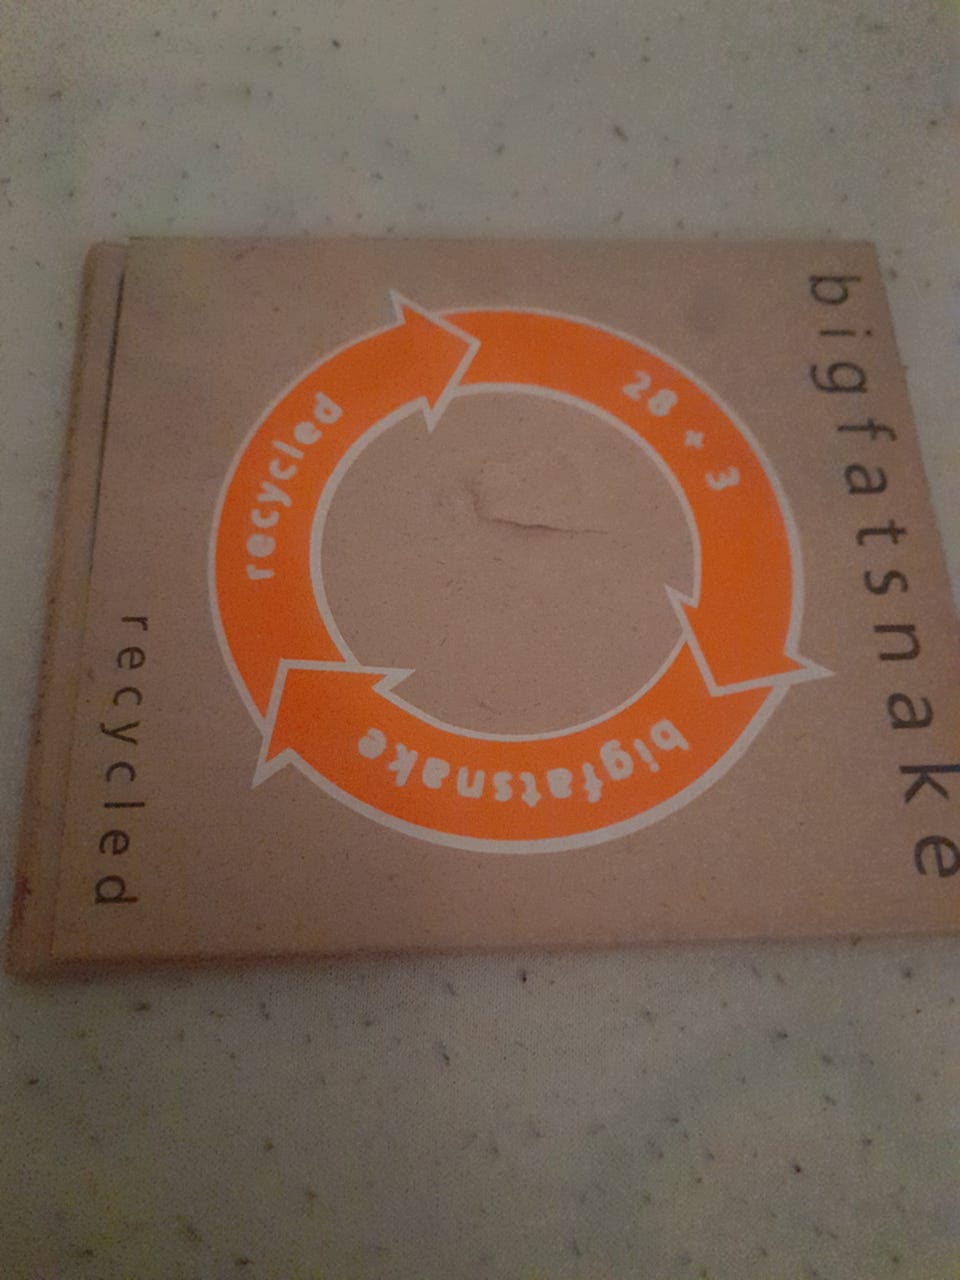 bigfatsnake
28 + 3
bigfatsnake
recycled
recycled